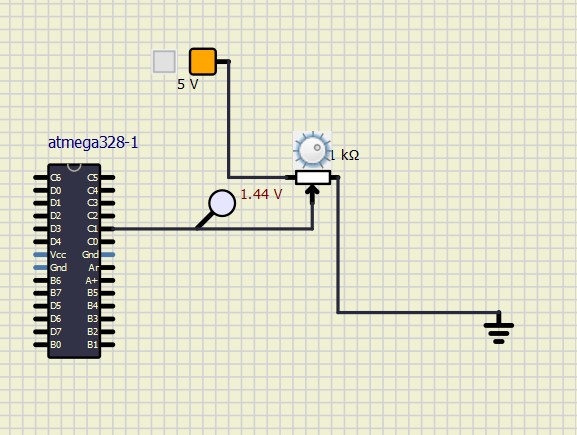 5 V
atmega328-1
1 kΩ
1.44 V
C6 C5
D0 C4
D1 C3
D2 C2
D3 C1
D4 C0
Vcc Gnd
Gnd Ar
B6 A+
B7 B5
D5 B4
D6 B3
D7 B2
B0 B1